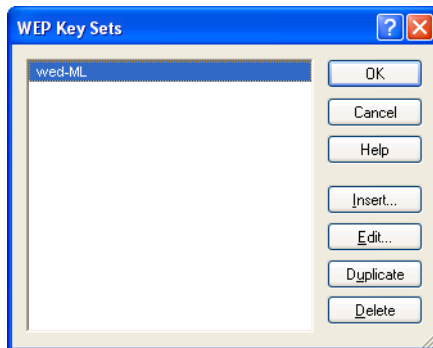 WEP Key Sets
wed-ML
OK
Cancel
Help
Insert...
Edit...
Duplicate
Delete